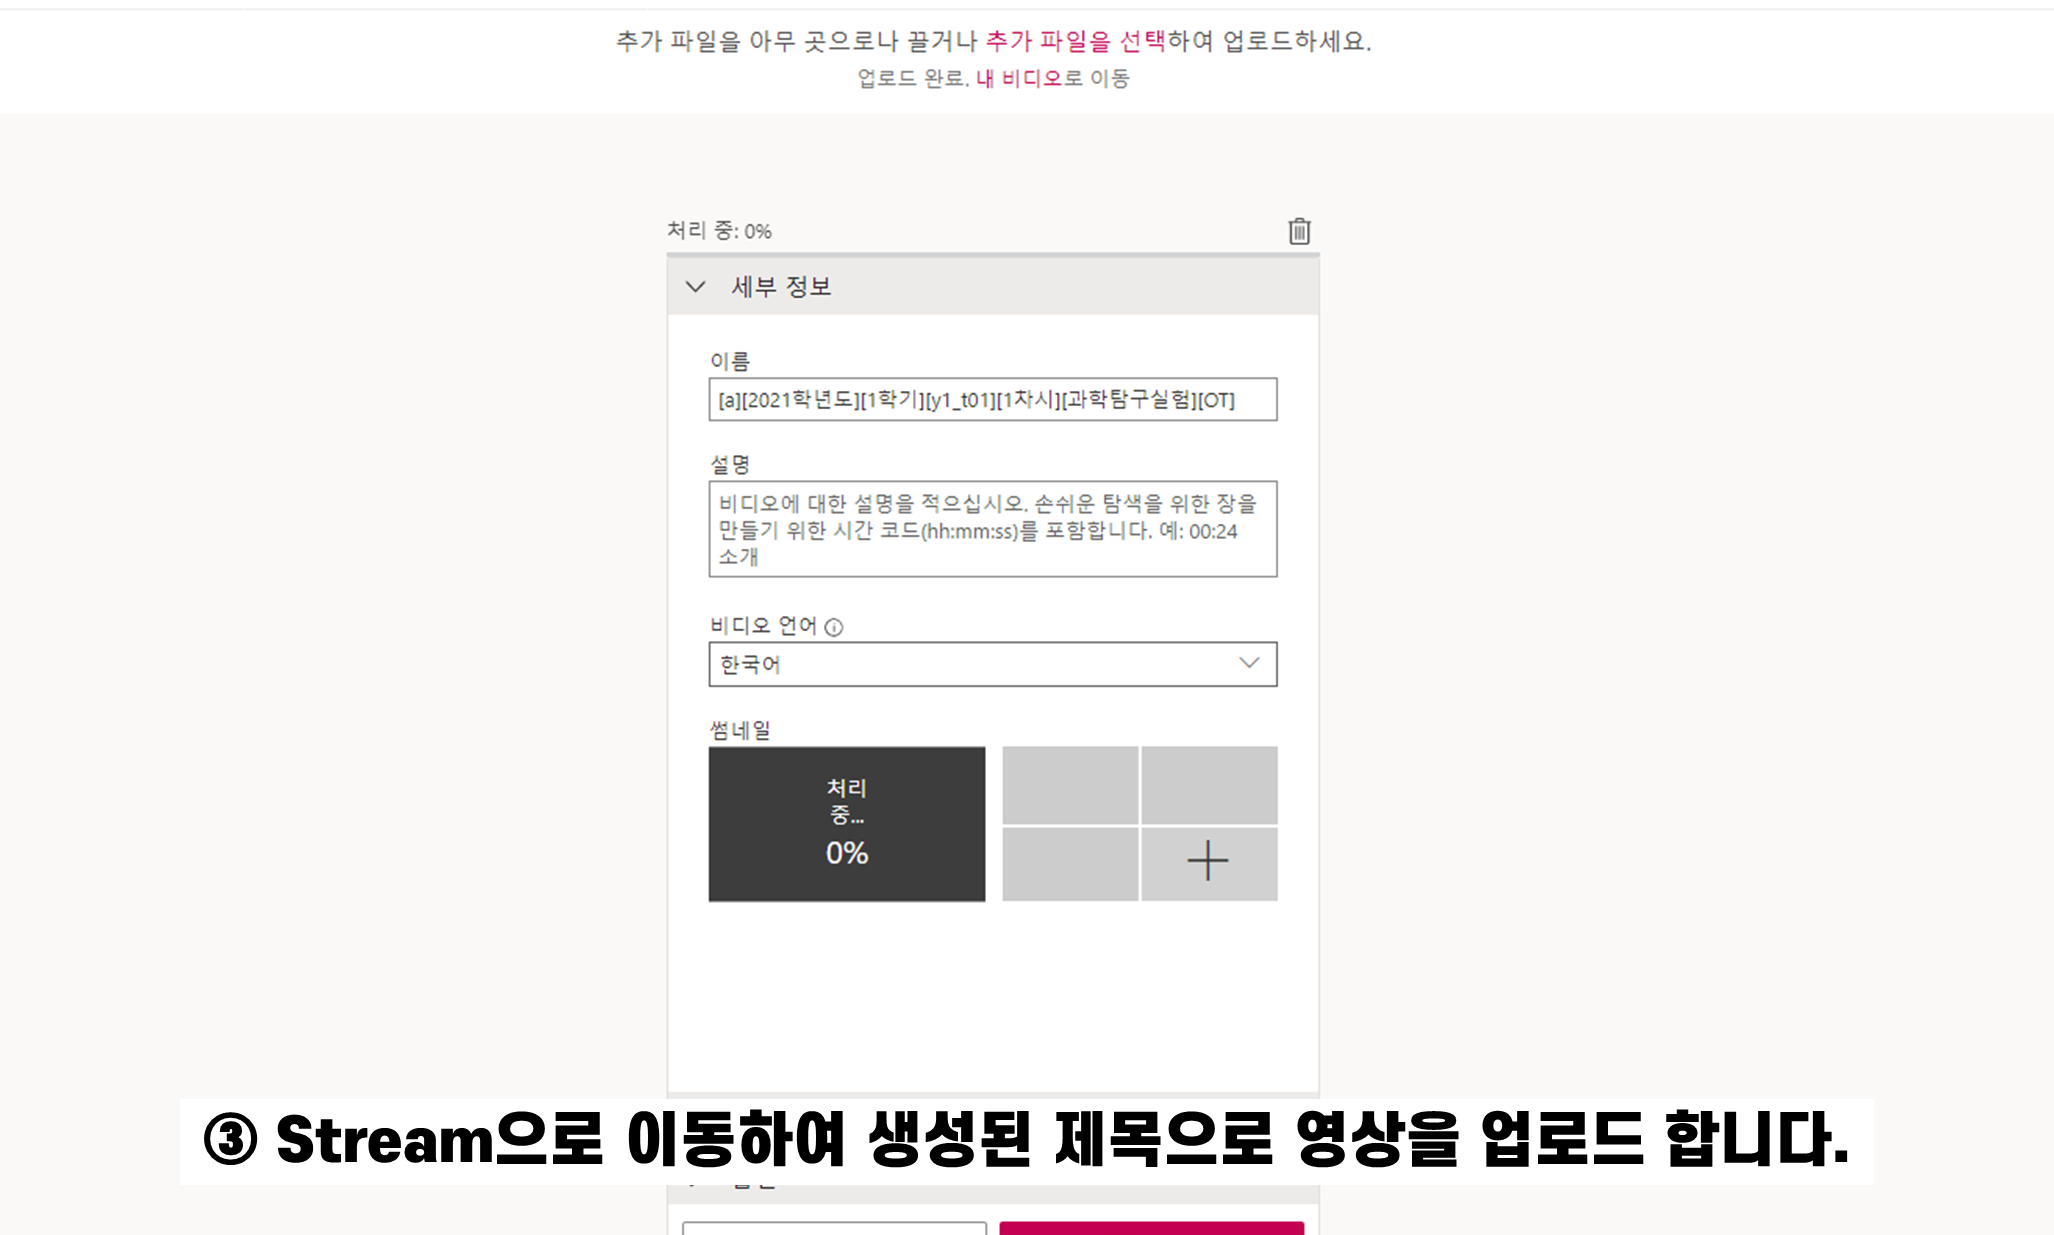 추가 파일을 아무 곳으로나 끌거나 추가 파일을 선택하여 업로드하세요.
업로드 완료. 내 비디오로 이동
처리 중: 0%
세부 정보
이름
[a][2021학년도][1학기][y1_t01][1차시][과학탐구실험][OT]
설명
비디오에 대한 설명을 적으십시오. 손쉬운 탐색을 위한 장을
만들기 위한 시간 코드(hh:mm:ss)를 포함합니다. 예: 00:24
소개
비디오 언어
한국어
썸네일
처리
중...
0%
③ Stream으로 이동하여 생성된 제목으로 영상을 업로드 합니다.